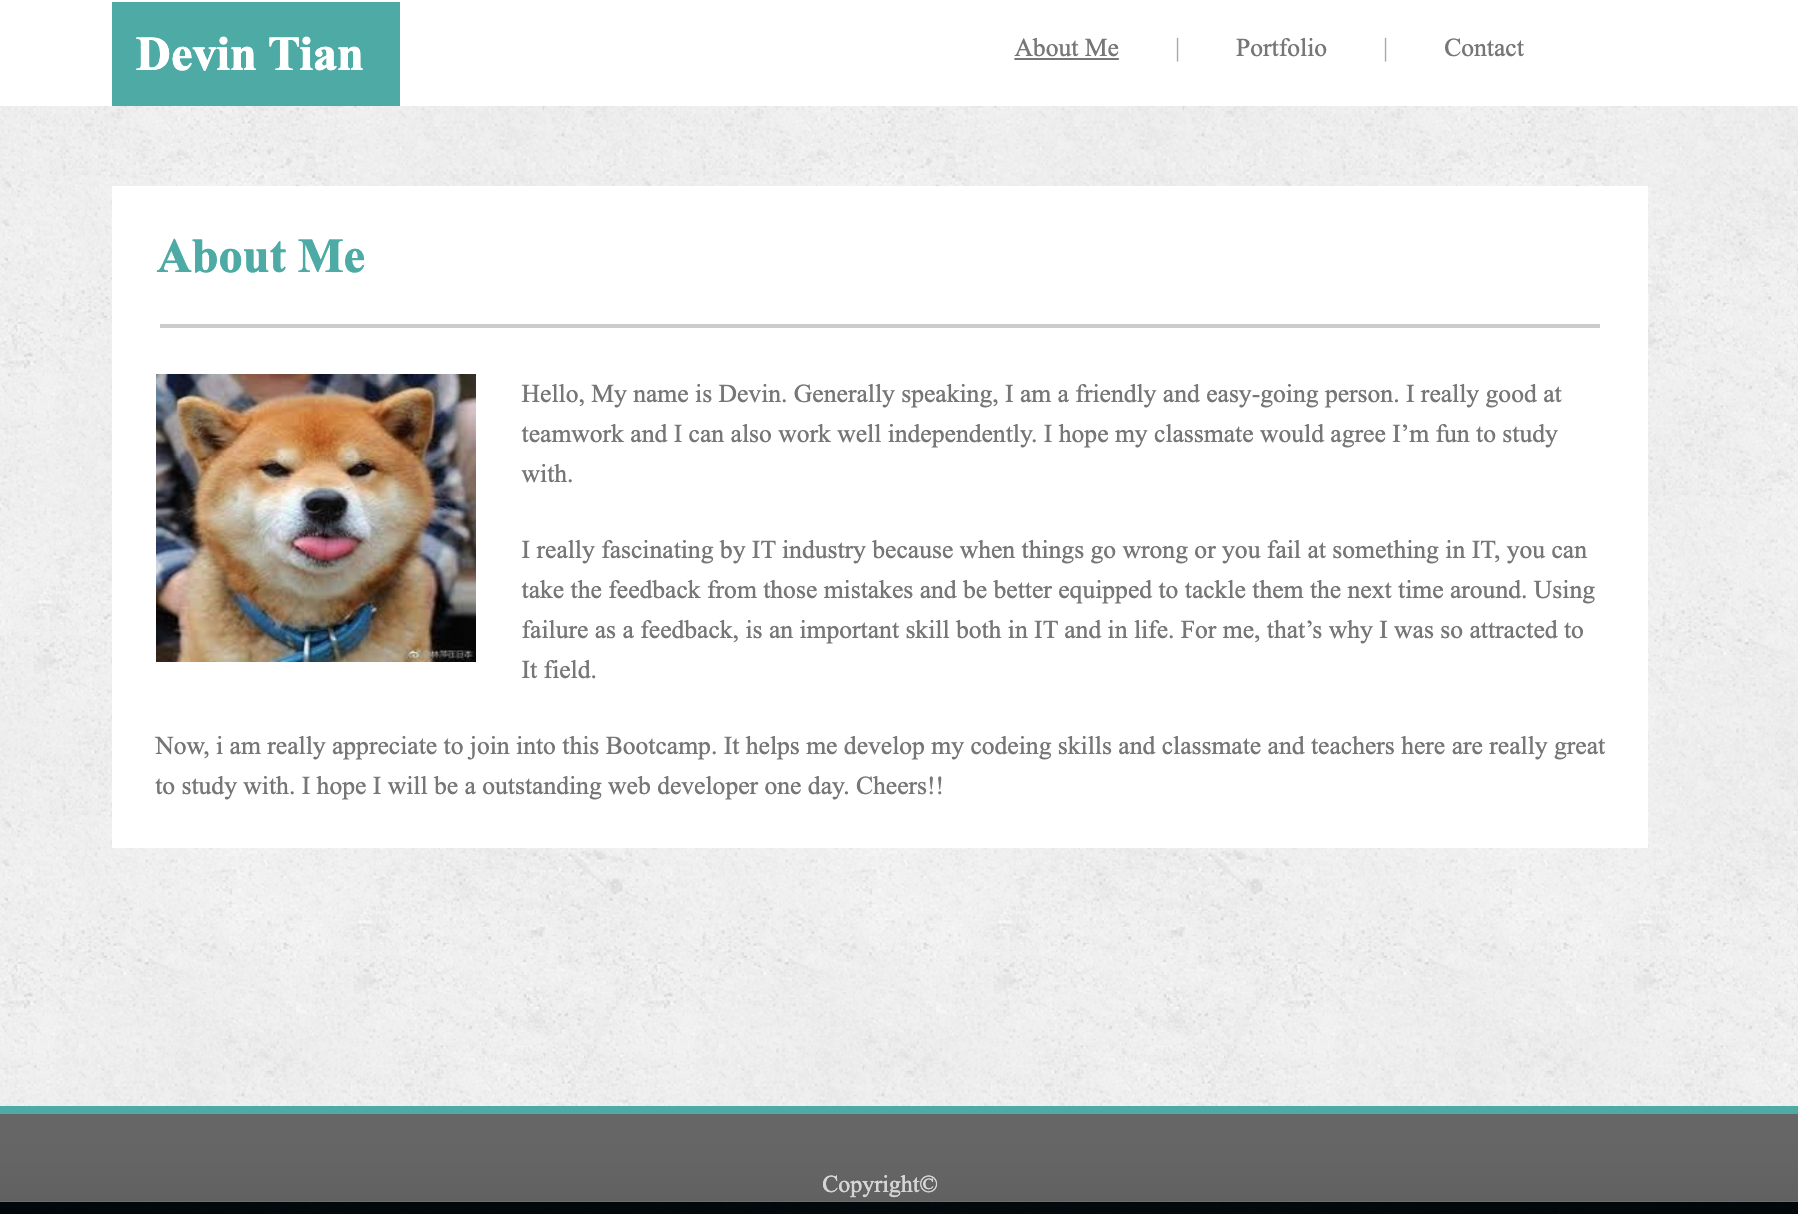 Devin Tian
About Me | Portfolio | Contact
About Me
Hello, My name is Devin. Generally speaking, I am a friendly and easy-going person. I really good at
teamwork and I can also work well independently. I hope my classmate would agree I’m fun to study
with.
I really fascinating by IT industry because when things go wrong or you fail at something in IT, you can
take the feedback from those mistakes and be better equipped to tackle them the next time around. Using
failure as a feedback, is an important skill both in IT and in life. For me, that’s why I was so attracted to
It field.
@林萍在日本
Now, i am really appreciate to join into this Bootcamp. It helps me develop my codeing skills and classmate and teachers here are really great
to study with. I hope I will be a outstanding web developer one day. Cheers!!
Copyright©